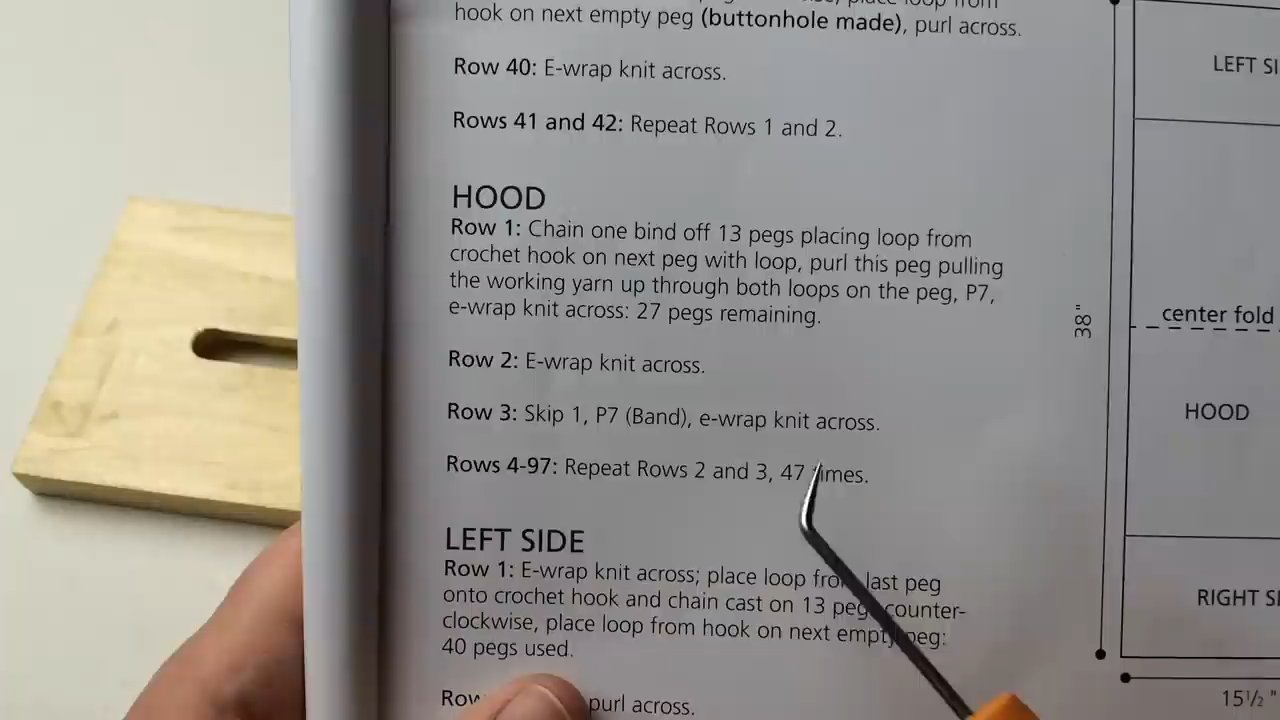 hook on next empty peg (buttonhole made), purl across.
Row 40: E-wrap knit across.
Rows 41 and 42: Repeat Rows 1 and 2.
HOOD
Row 1: Chain one bind off 13 pegs placing loop from
crochet hook on next peg with loop, purl this peg pulling
the working yarn up through both loops on the peg, P7,
e-wrap knit across: 27 pegs remaining.
Row 2: E-wrap knit across.
Row 3: Skip 1, P7 (Band), e-wrap knit across.
Rows 4-97: Repeat Rows 2 and 3, 47 times.
LEFT SIDE
Row 1: E-wrap knit across; place loop from last peg
onto crochet hook and chain cast on 13 pegs counter-
clockwise, place loop from hook on next empty peg:
40 pegs used.
purl across.
LEFT SI
38"
center fold
HOOD
RIGHT SI
15½ "